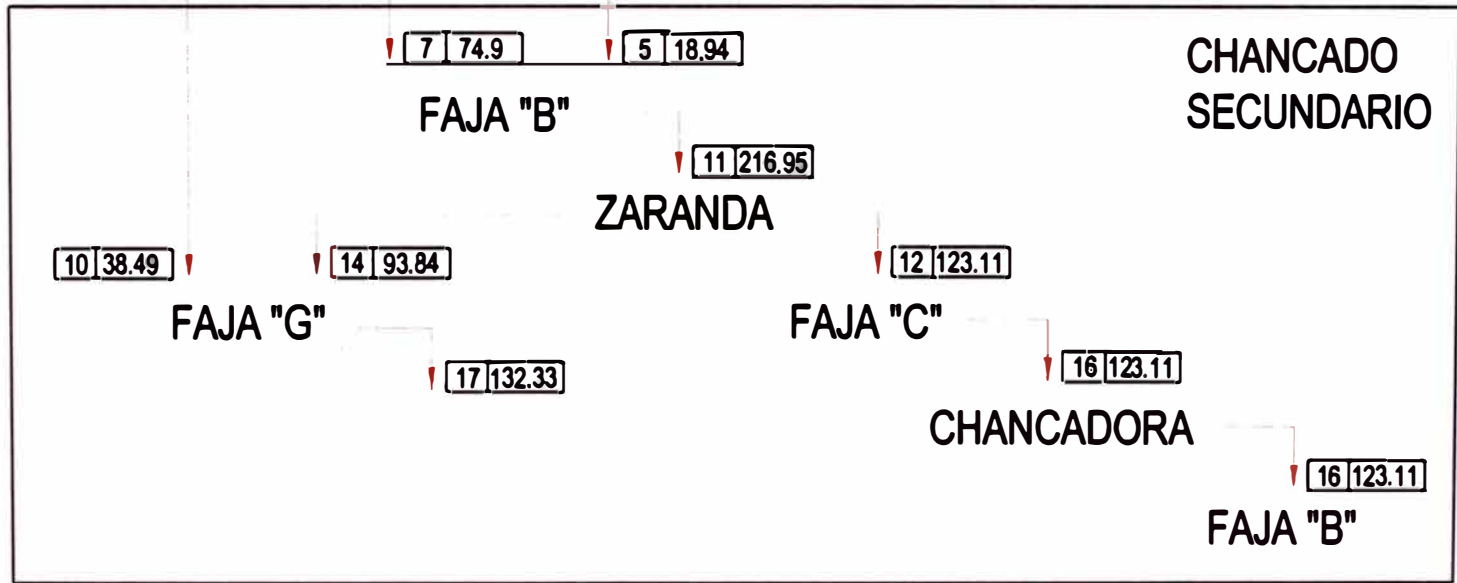 7 74.9
5 18.94
CHANCADO
SECUNDARIO
FAJA "B"
11 216.95
ZARANDA
10 38.49
14 93.84
12 123.11
FAJA "G"
FAJA "C"
17 132.33
16 123.11
CHANCADORA
16 123.11
FAJA "B"